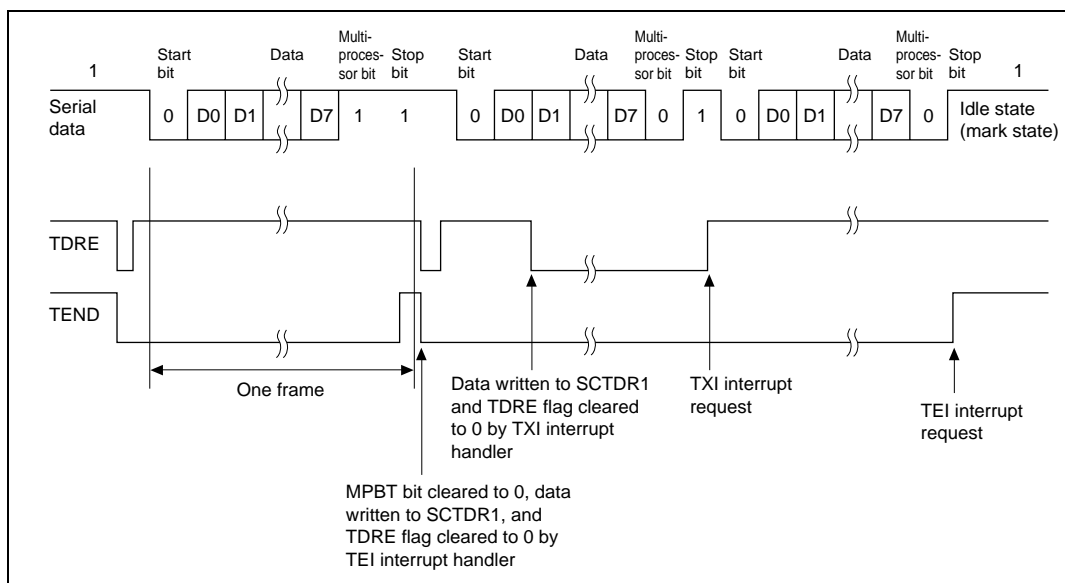 1
Start
bit
Data
Multi-
proces-
sor bit
Stop
bit
Start
bit
Data
Multi-
proces-
sor bit
Stop
bit
Start
bit
Data
Multi-
proces-
sor bit
Stop
bit
1
Serial
data
0 D0 D1 D7 1 1 0 D0 D1 D7 0 1 0 D0 D1 D7 0
Idle state
(mark state)
TDRE
TEND
One frame
Data written to SCTDR1
and TDRE flag cleared
to 0 by TXI interrupt
handler
TXI interrupt
request
TEI interrupt
request
MPBT bit cleared to 0, data
written to SCTDR1, and
TDRE flag cleared to 0 by
TEI interrupt handler